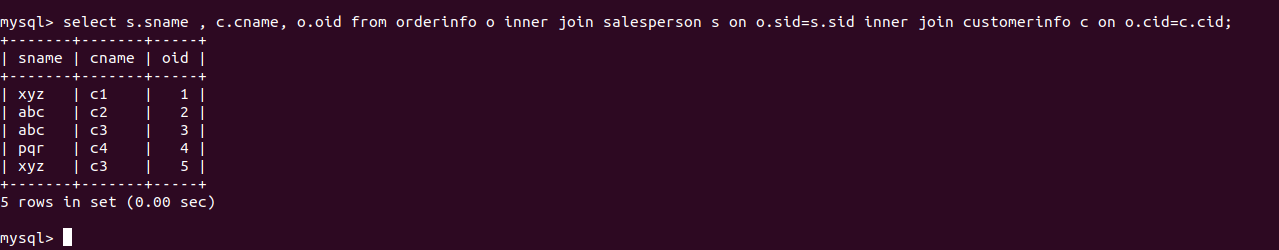 mysql> select s.sname , c.cname, o.oid from orderinfo o inner join salesperson s on o.sid=s.sid inner join customerinfo c on o.cid=c.cid;
+-------+-------+-----+
| sname | cname | oid |
+-------+-------+-----+
| xyz   | c1    |   1 |
| abc   | c2    |   2 |
| abc   | c3    |   3 |
| pqr   | c4    |   4 |
| xyz   | c3    |   5 |
+-------+-------+-----+
5 rows in set (0.00 sec)
mysql>